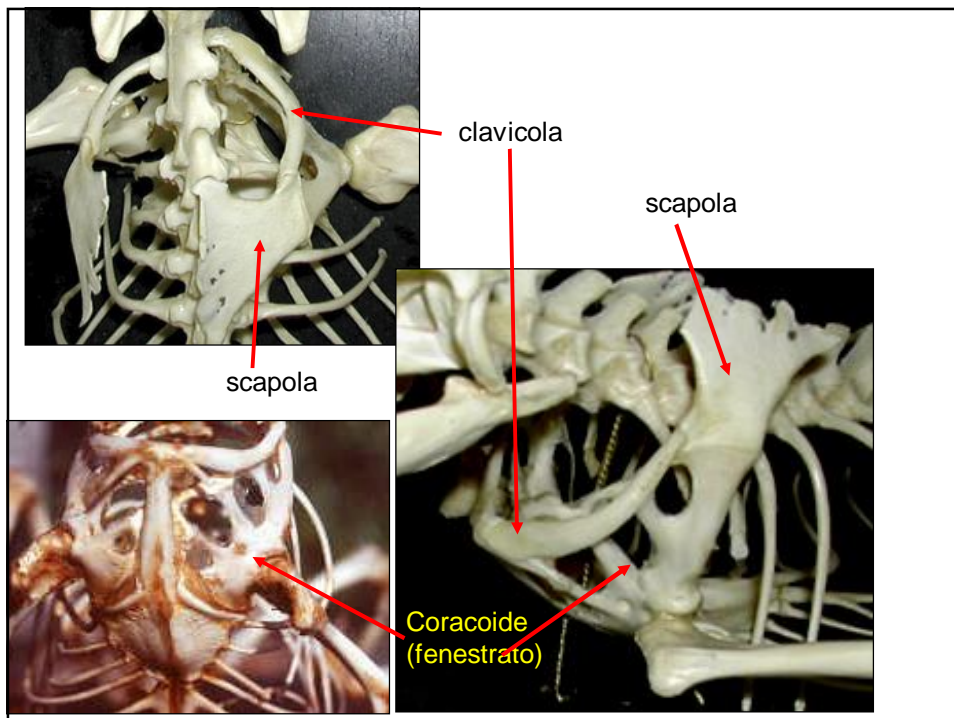 clavicola
scapola
scapola
Coracoide
(fenestrato)